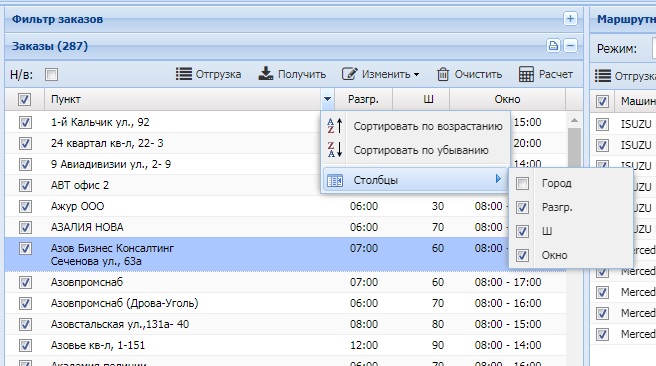 Фильтр заказов
Маршрутн
Заказы (287)
Режим:
Н/в:
Отгрузка
Получить
Изменить
Очистить
Расчет
Отгрузка
Пункт
Разгр.
Ш
Окно
Машин
1-й Кальчик ул., 92
- 15:00
ISUZU
24 квартал кв-л, 22- 3
- 20:00
ISUZU
9 Авиадивизии ул., 2- 9
- 14:00
ISUZU
АВТ офис 2
ISUZU
Ажур ООО
06:00
30
08:00 -
ISUZU
АЗАЛИЯ НОВА
06:00
70
08:00 -
ISUZU
Азов Бизнес Консалтинг
Сеченова ул., 63а
07:00
60
08:00 -
Merced
Азовпромснаб
07:00
60
08:00 - 17:00
Merced
Азовпромснаб (Дрова-Уголь)
06:00
60
08:00 - 16:00
Merced
Азовстальская ул.,131а- 40
08:00
80
08:00 - 15:00
Merced
Азовье кв-л, 1-151
12:00
90
08:00 - 14:00
Merced
Академия полиции
06:00
70
08:00 - 16:00
Сортировать по возрастанию
Сортировать по убыванию
Столбцы
Город
Разгр.
Ш
Окно